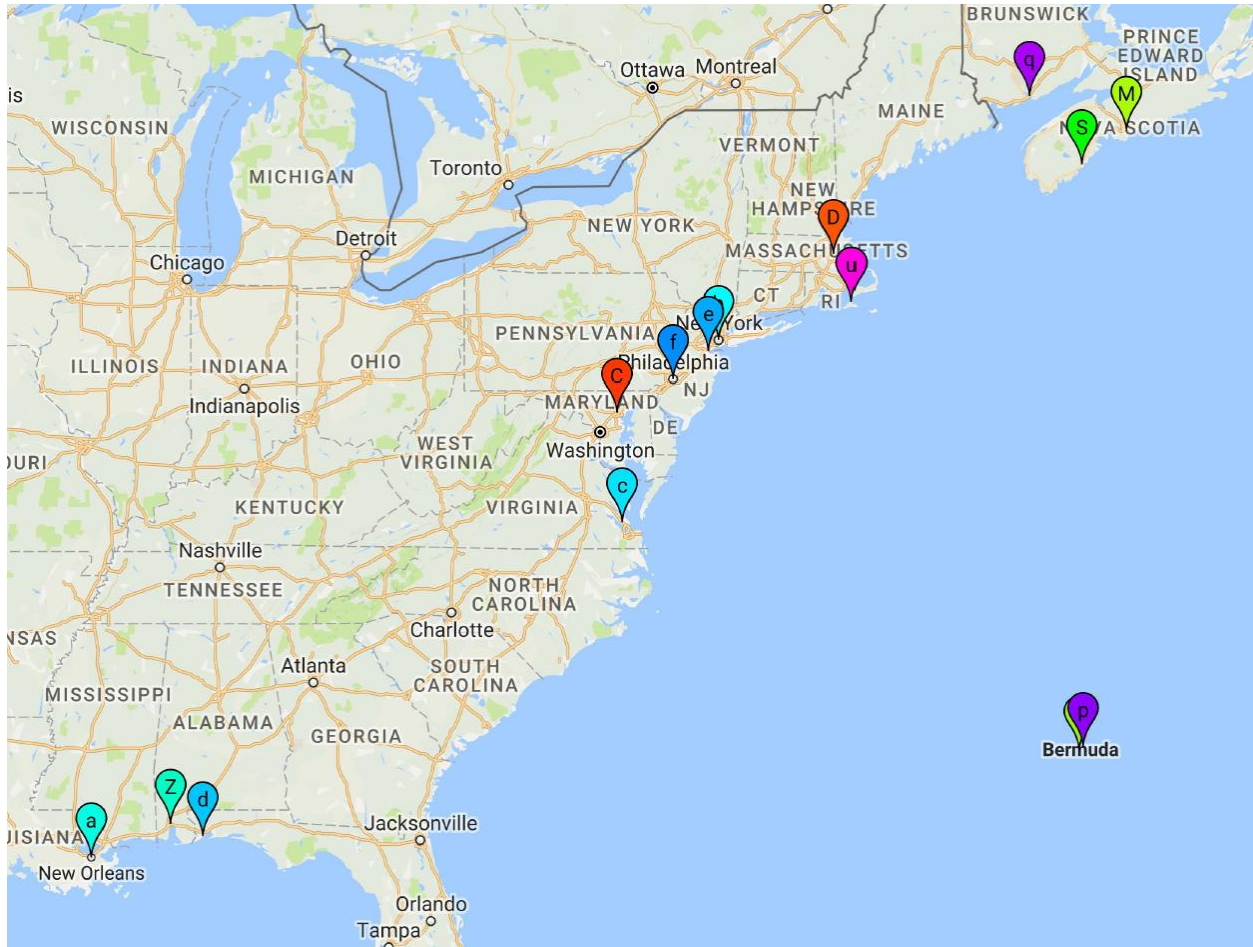 BRUNSWICK
PRINCE
EDWARD
ISLAND
q
M
Ottawa
Montreal
is
MAINE
WISCONSIN
S
NOVA SCOTIA
VERMONT
Toronto
MICHIGAN
NEW
HAMPSHIRE
D
NEW YORK
Detroit
MASSACHUSETTS
Chicago
u
CT
RI
e
New York
PENNSYLVANIA
f
Philadelphia
ILLINOIS
INDIANA
OHIO
C
NJ
MARYLAND
Indianapolis
DE
WEST
VIRGINIA
Washington
OURI
c
KENTUCKY
VIRGINIA
Nashville
TENNESSEE
NORTH
CAROLINA
Charlotte
NSAS
Atlanta
SOUTH
CAROLINA
MISSISSIPPI
p
ALABAMA
GEORGIA
Bermuda
Z
d
a
Jacksonville
UISIANA
New Orleans
Orlando
Tampa